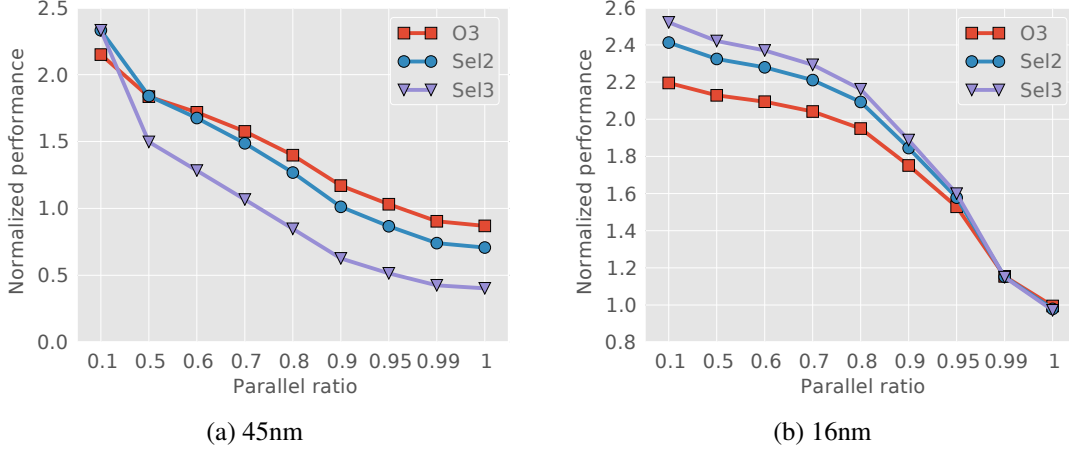 2.5
2.0
1.5
1.0
0.5
0.0
Normalized performance
O3
Sel2
Sel3
0.1 0.5 0.6 0.7 0.8 0.9 0.95 0.99 1
Parallel ratio
(a) 45nm
2.6
2.4
2.2
2.0
1.8
1.6
1.4
1.2
1.0
0.8
Normalized performance
O3
Sel2
Sel3
0.1 0.5 0.6 0.7 0.8 0.9 0.95 0.99 1
Parallel ratio
(b) 16nm